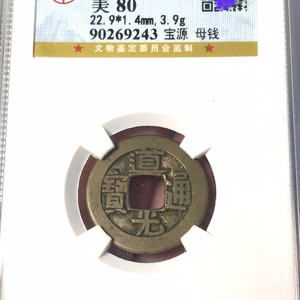 美 80
22.9*1.4mm,3.9g
90269243 宝源 母钱
文物鉴定委员会监制
道光通寳